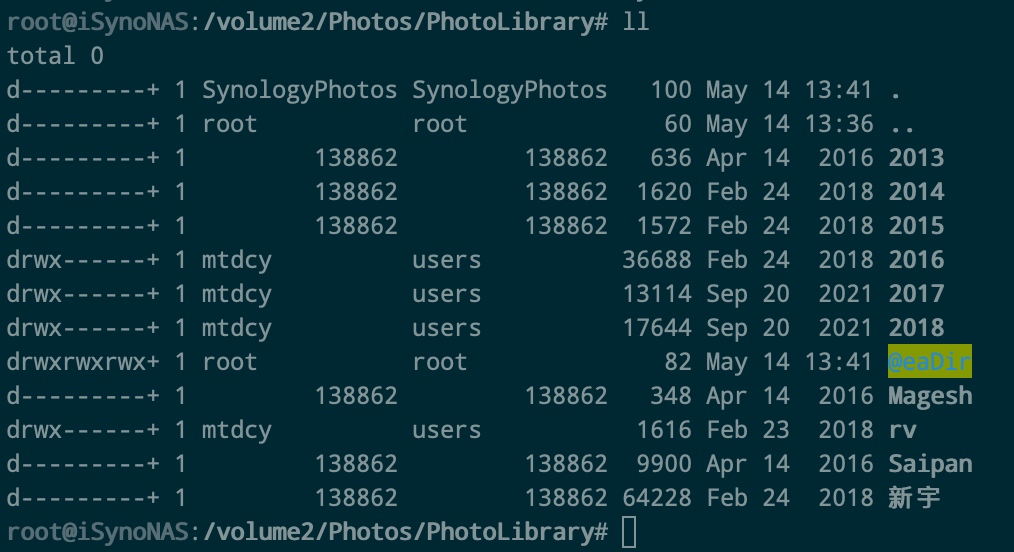 root@iSynoNAS:/volume2/Photos/PhotoLibrary# ll
total 0
d---------+ 1 SynologyPhotos SynologyPhotos   100 May 14 13:41 .
d---------+ 1 root           root              60 May 14 13:36 ..
d---------+ 1         138862         138862   636 Apr 14  2016 2013
d---------+ 1         138862         138862  1620 Feb 24  2018 2014
d---------+ 1         138862         138862  1572 Feb 24  2018 2015
drwx------+ 1 mtdcy          users          36688 Feb 24  2018 2016
drwx------+ 1 mtdcy          users          13114 Sep 20  2021 2017
drwx------+ 1 mtdcy          users          17644 Sep 20  2021 2018
drwxrwxrwx+ 1 root           root              82 May 14 13:41 @eaDir
d---------+ 1         138862         138862   348 Apr 14  2016 Magesh
drwx------+ 1 mtdcy          users           1616 Feb 23  2018 rv
d---------+ 1         138862         138862  9900 Apr 14  2016 Saipan
d---------+ 1         138862         138862 64228 Feb 24  2018 新宇
root@iSynoNAS:/volume2/Photos/PhotoLibrary#